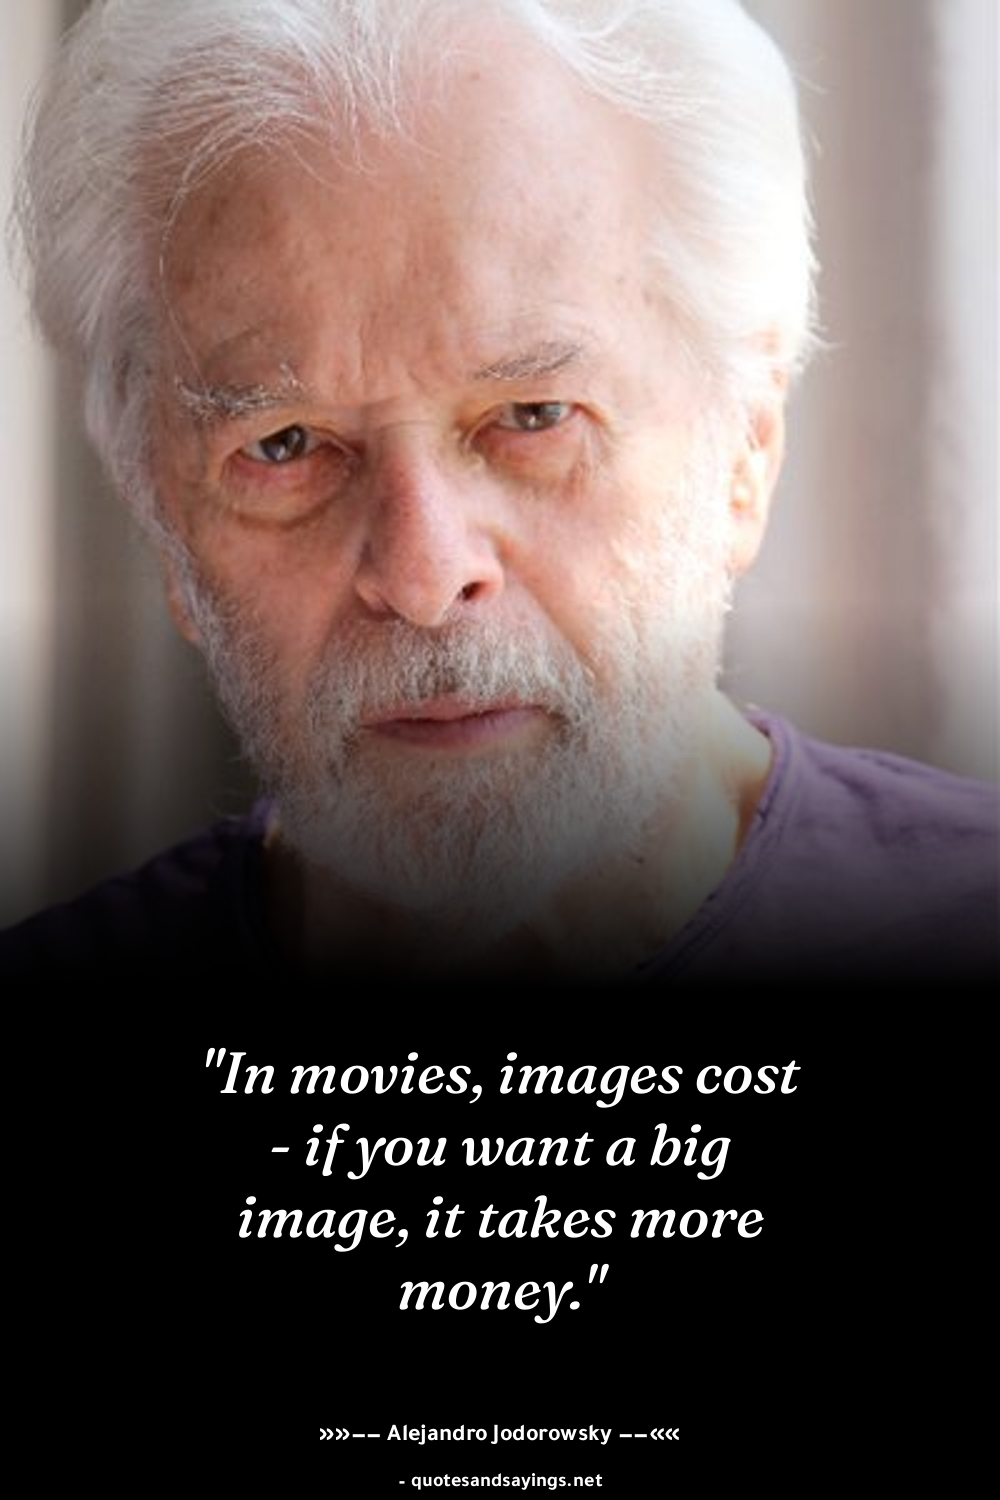 "In movies, images cost
- if you want a big
image, it takes more
money."
»»–– Alejandro Jodorowsky ––««
- quotesandsayings.net